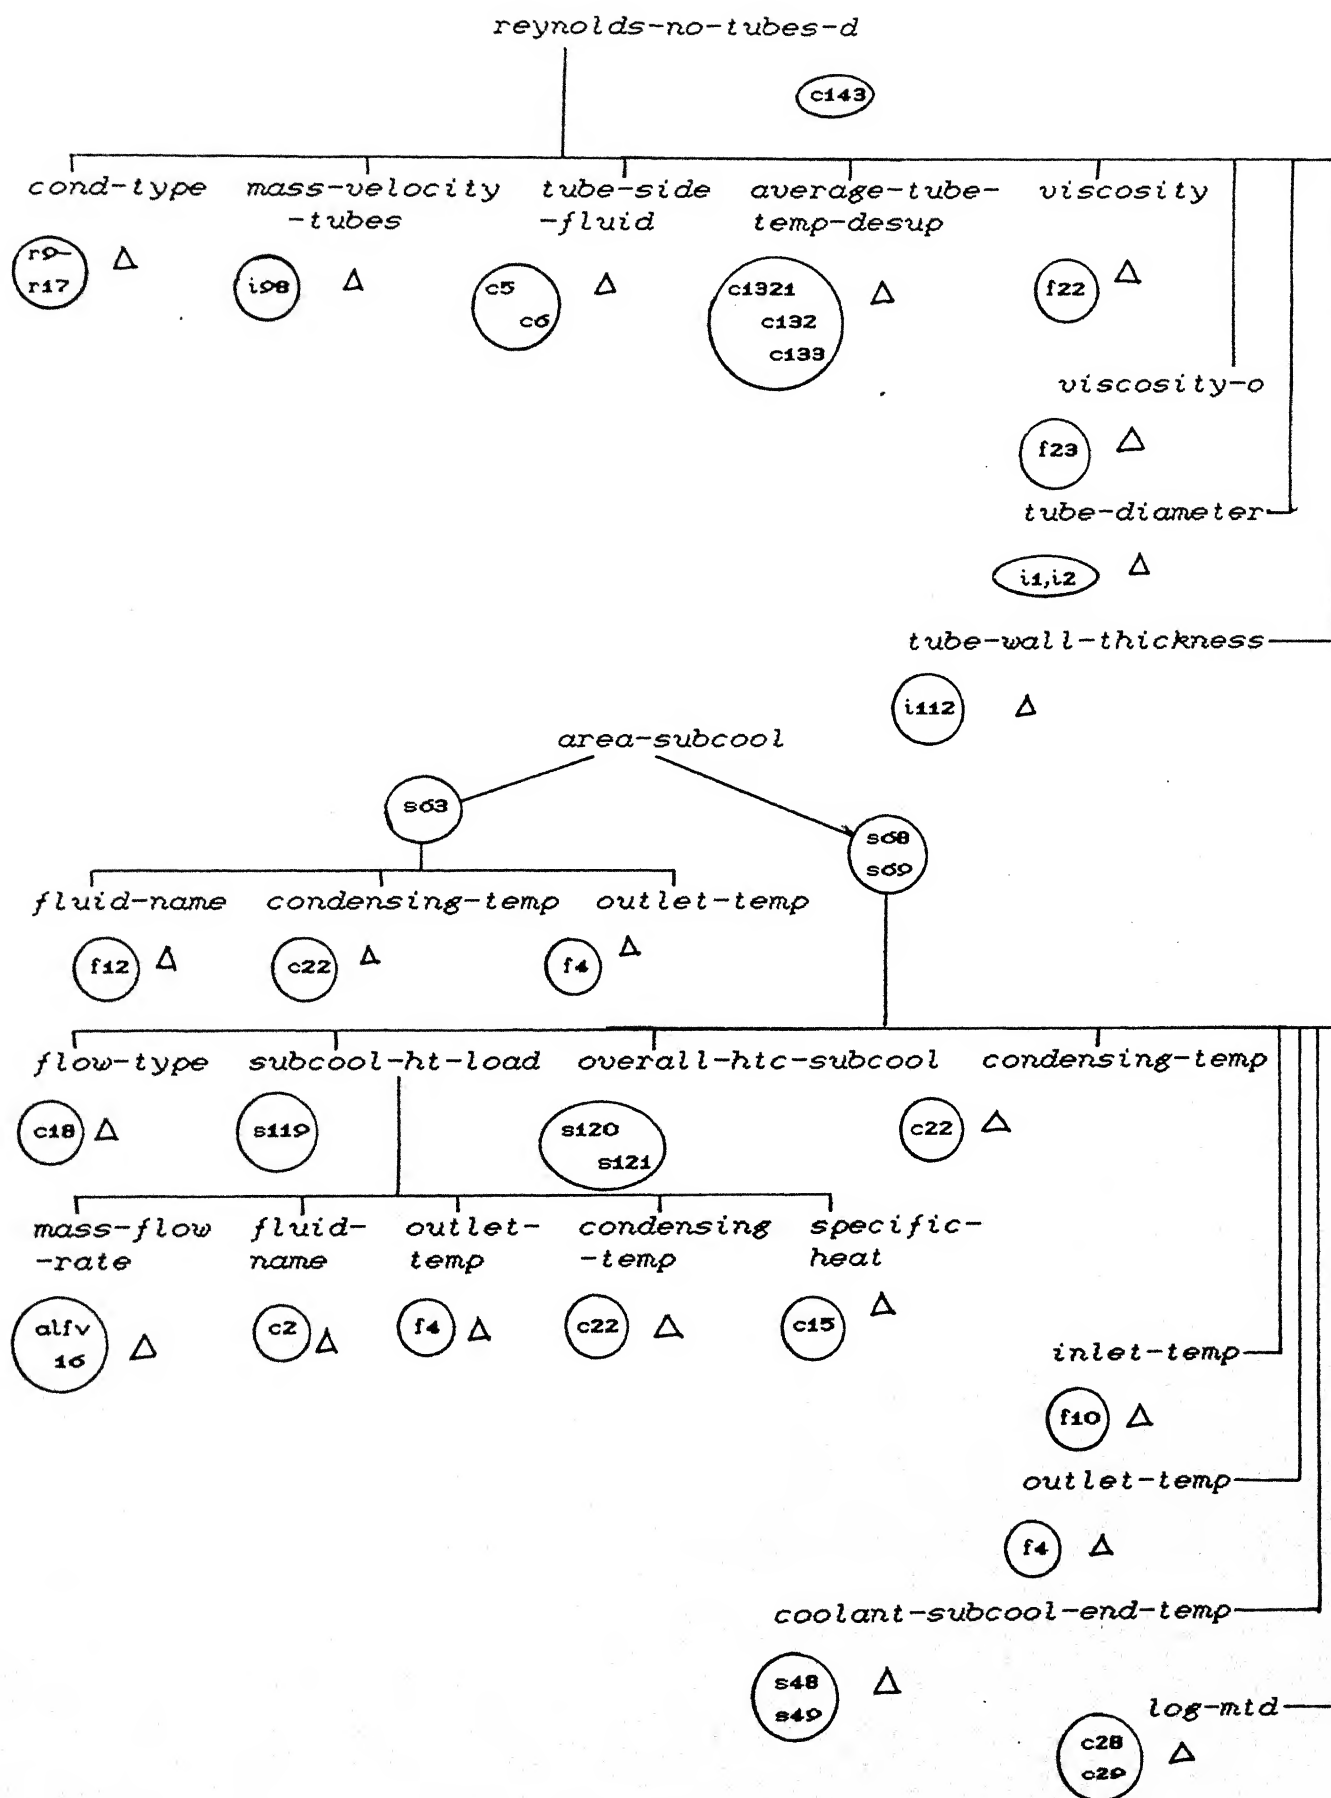 reynolds-no-tubes-d
c143
cond-type mass-velocity tube-side average-tube- viscosity
-tubes -fluid temp-desup
r9-
r17
i98
c5
c6
c1321
c132
c133
f22
viscosity-o
f23
tube-diameter
i1,i2
tube-wall-thickness
i112
area-subcool
s63
s68
s69
fluid-name condensing-temp outlet-temp
f12 c22 f4
flow-type subcool-ht-load overall-htc-subcool condensing-temp
c18 s119
s120
s121
c22
mass-flow fluid- outlet- condensing specific-
-rate name temp -temp heat
alfv
16
c2 f4 c22 c15
inlet-temp
f10
outlet-temp
f4
coolant-subcool-end-temp
s48
s49
log-mtd
c28
c29